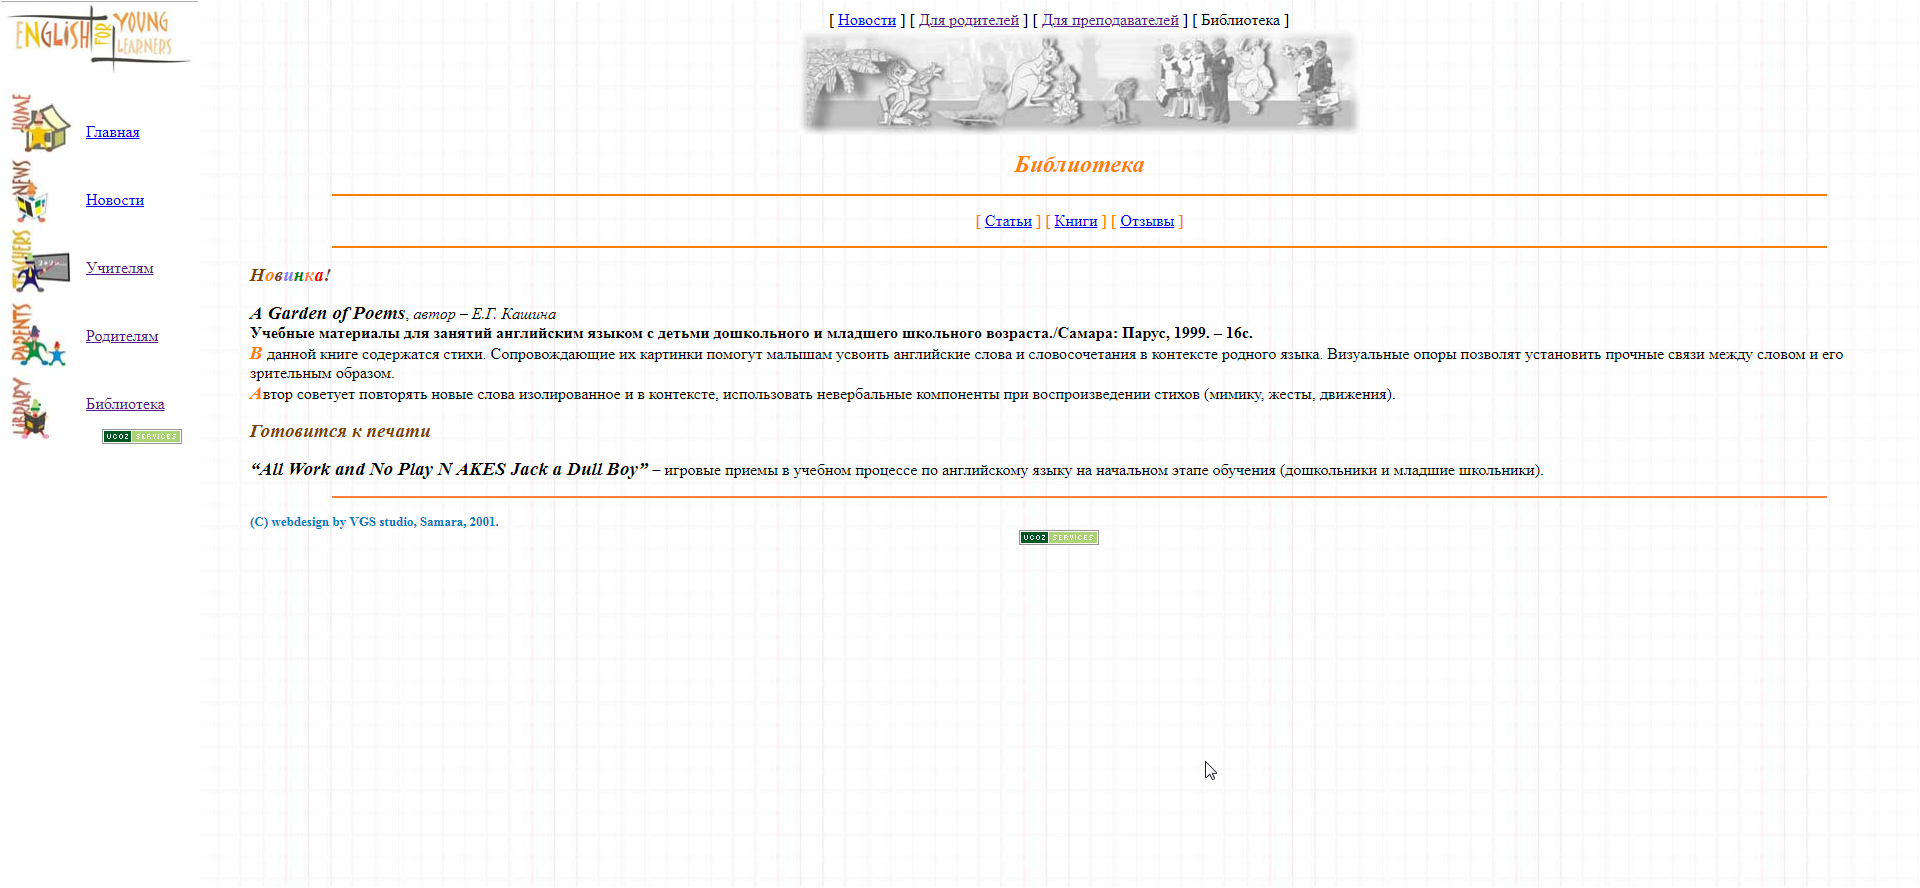 ENGLISH FOR YOUNG LEARNERS
HOME
Главная
NEWS
Новости
TEACHERS
Учителям
PARENTS
Родителям
LIBRARY
Библиотека
UCOZ SERVICES
[ Новости ] [ Для родителей ] [ Для преподавателей ] [ Библиотека ]
Библиотека
[ Статьи ] [ Книги ] [ Отзывы ]
Новинка!
A Garden of Poems, автор – Е.Г. Кашина
Учебные материалы для занятий английским языком с детьми дошкольного и младшего школьного возраста./Самара: Парус, 1999. – 16с.
В данной книге содержатся стихи. Сопровождающие их картинки помогут малышам усвоить английские слова и словосочетания в контексте родного языка. Визуальные опоры позволят установить прочные связи между словом и его
зрительным образом.
Автор советует повторять новые слова изолированное и в контексте, использовать невербальные компоненты при воспроизведении стихов (мимику, жесты, движения).
Готовится к печати
“All Work and No Play N AKES Jack a Dull Boy” – игровые приемы в учебном процессе по английскому языку на начальном этапе обучения (дошкольники и младшие школьники).
(C) webdesign by VGS studio, Samara, 2001.
UCOZ SERVICES